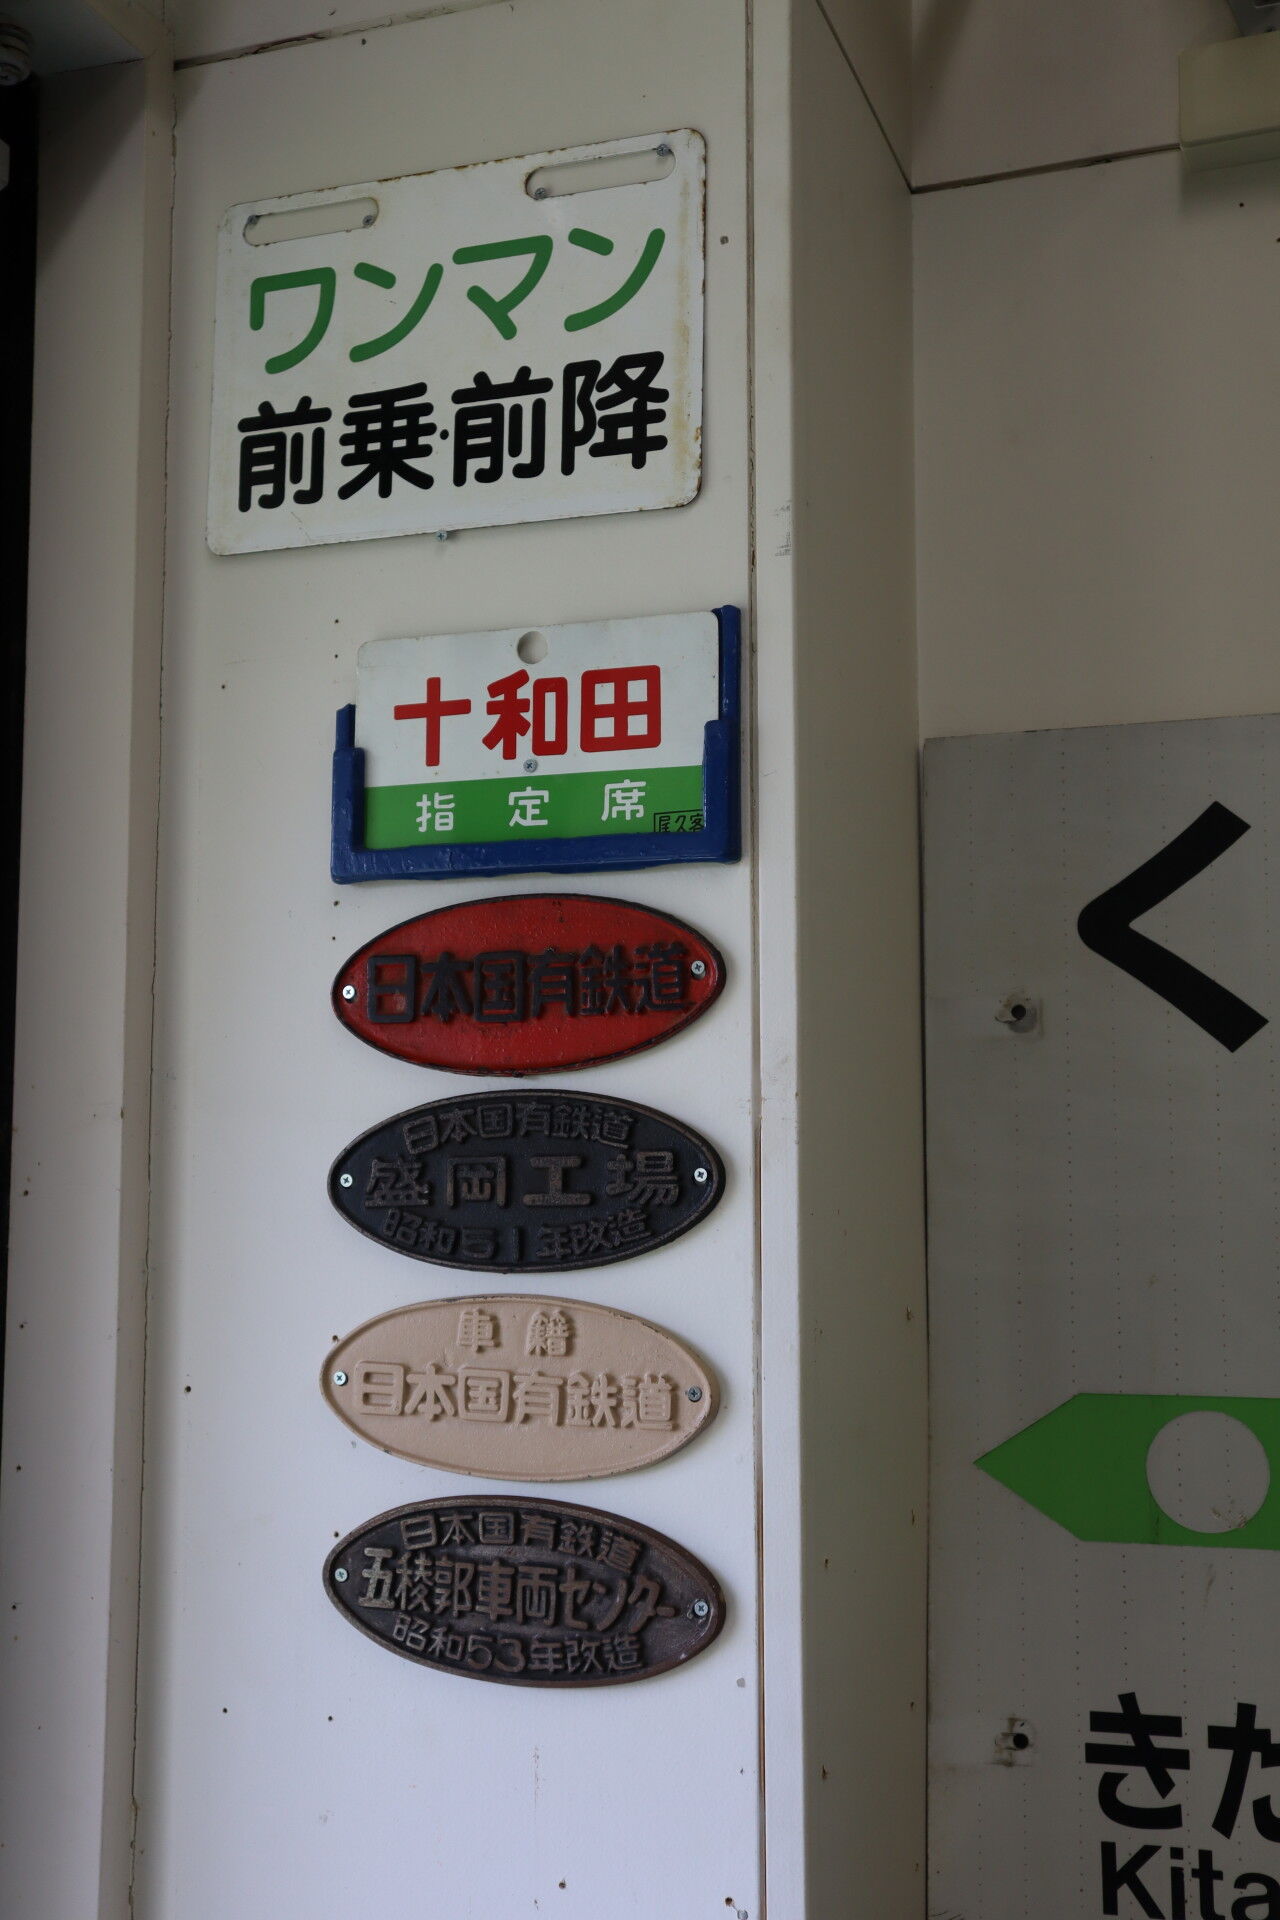 ワンマン
前乗・前降
十和田
指定席
尾久客
日本国有鉄道
日本国有鉄道
盛岡工場
昭和51年改造
車籍
日本国有鉄道
日本国有鉄道
五稜郭車両センター
昭和53年改造
く
きた
Kita